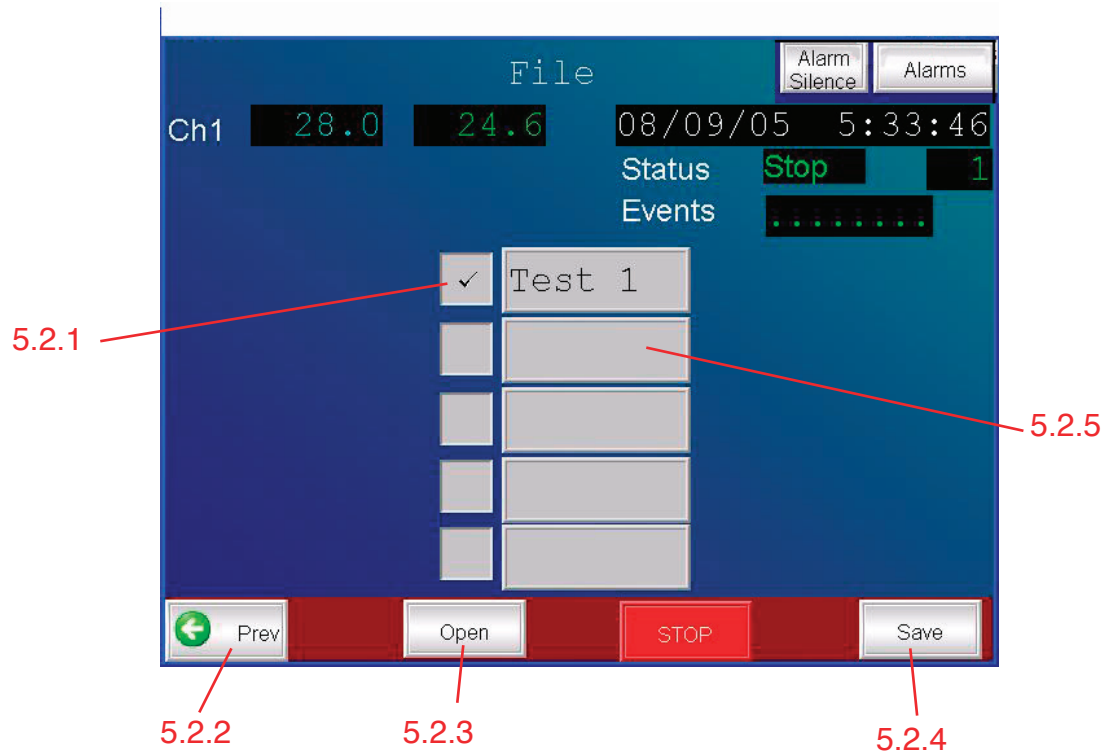 File
Alarm
Silence
Alarms
Ch1 28.0 24.6 08/09/05 5:33:46
Status Stop 1
Events ........
✓ Test 1
5.2.1
5.2.5
Prev Open STOP Save
5.2.2 5.2.3 5.2.4